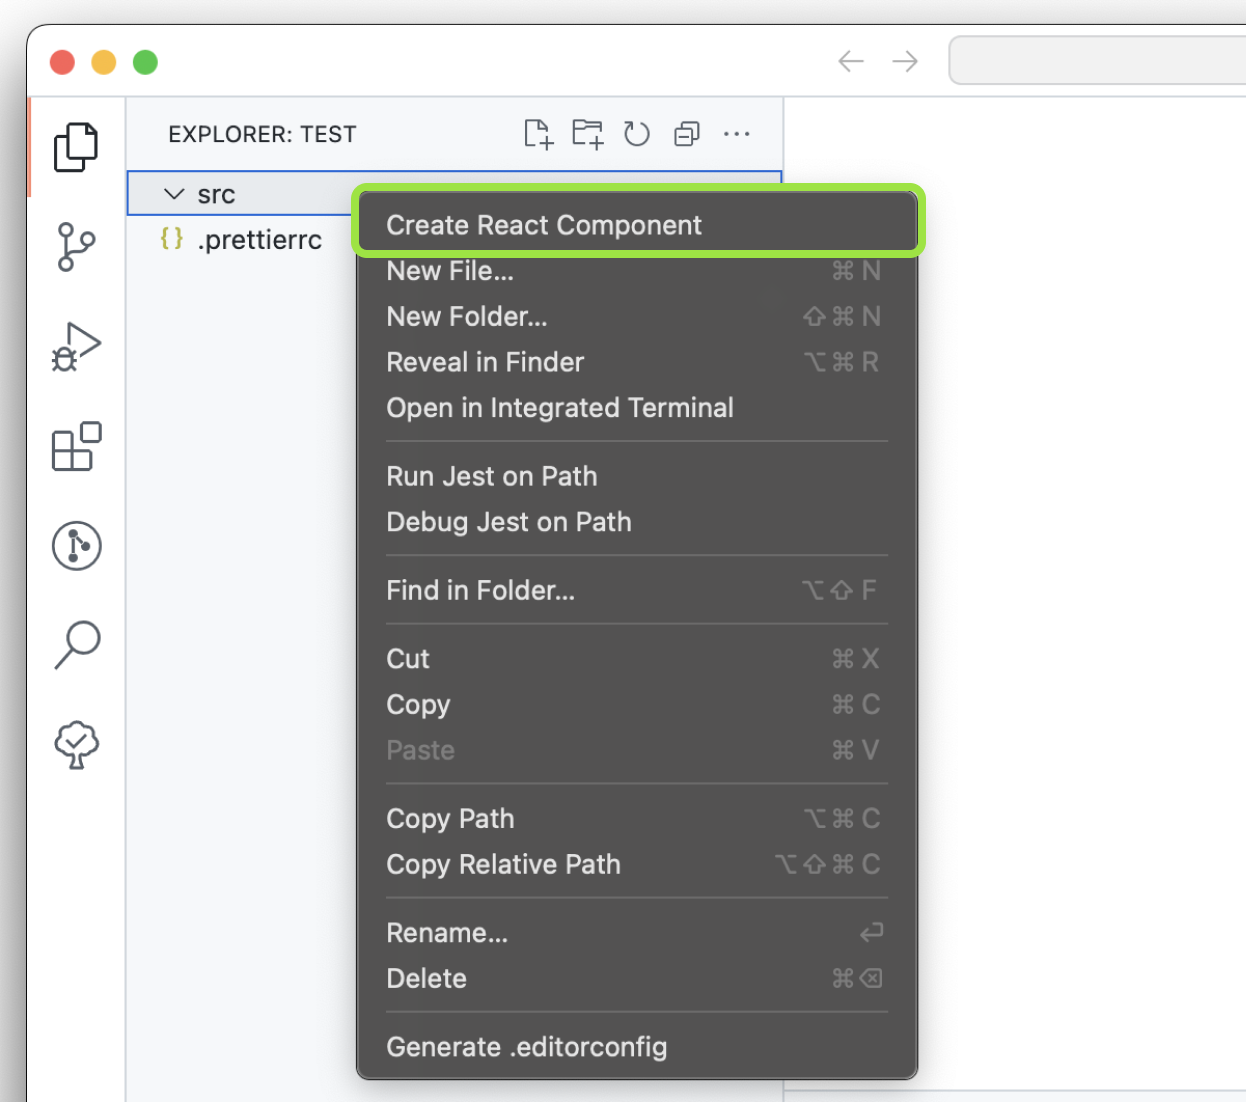 EXPLORER: TEST
src
{} .prettierrc
Create React Component
New File... ⌘ N
New Folder... ⇧ ⌘ N
Reveal in Finder ⌥ ⌘ R
Open in Integrated Terminal
Run Jest on Path
Debug Jest on Path
Find in Folder... ⌥ ⇧ F
Cut ⌘ X
Copy ⌘ C
Paste ⌘ V
Copy Path ⌥ ⌘ C
Copy Relative Path ⌥ ⇧ ⌘ C
Rename... ↩
Delete ⌘ ⌫
Generate .editorconfig